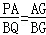 PA/BQ = AG/BG